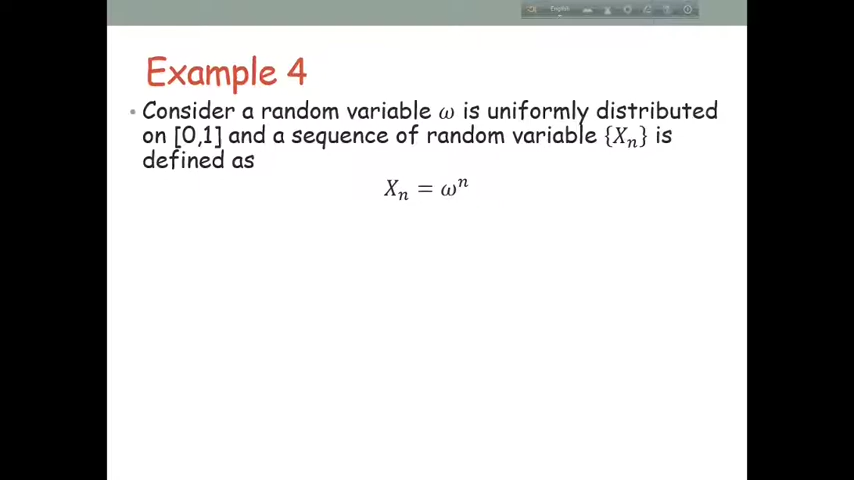 English
Example 4
• Consider a random variable ω is uniformly distributed
on [0,1] and a sequence of random variable {Xₙ} is
defined as
Xₙ = ωⁿ